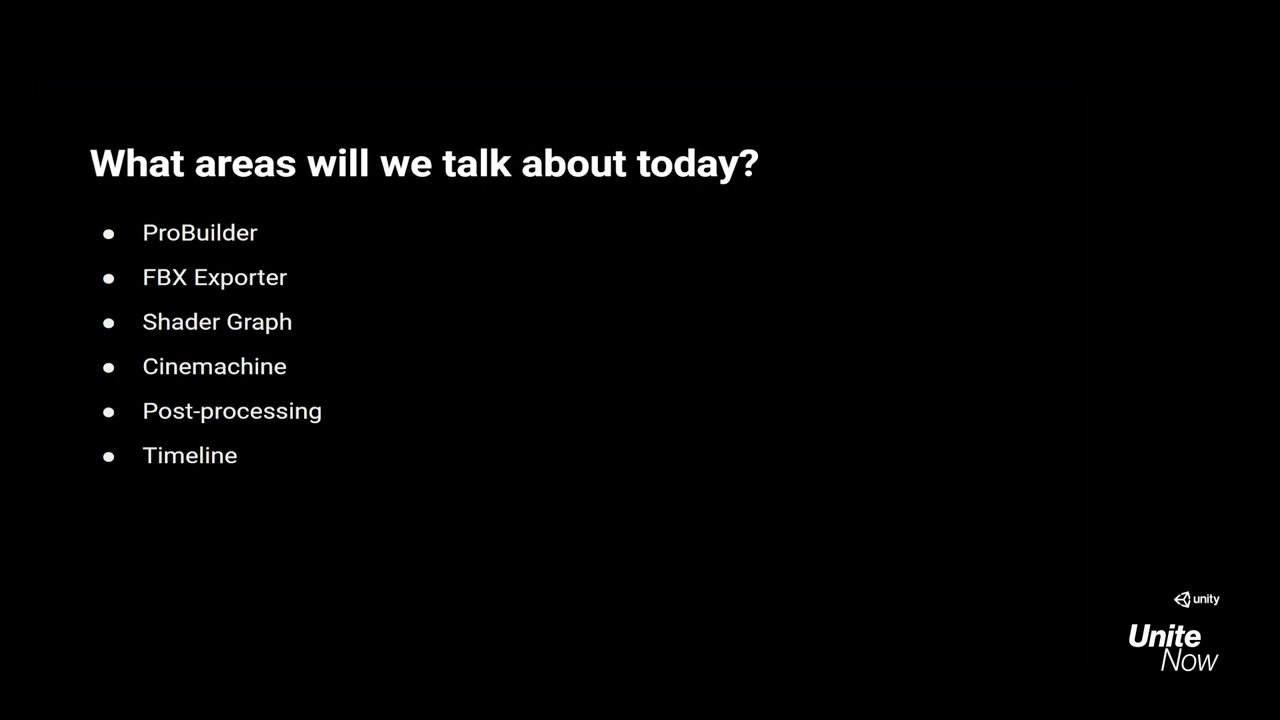 What areas will we talk about today?
● ProBuilder
● FBX Exporter
● Shader Graph
● Cinemachine
● Post-processing
● Timeline
unity
Unite
Now